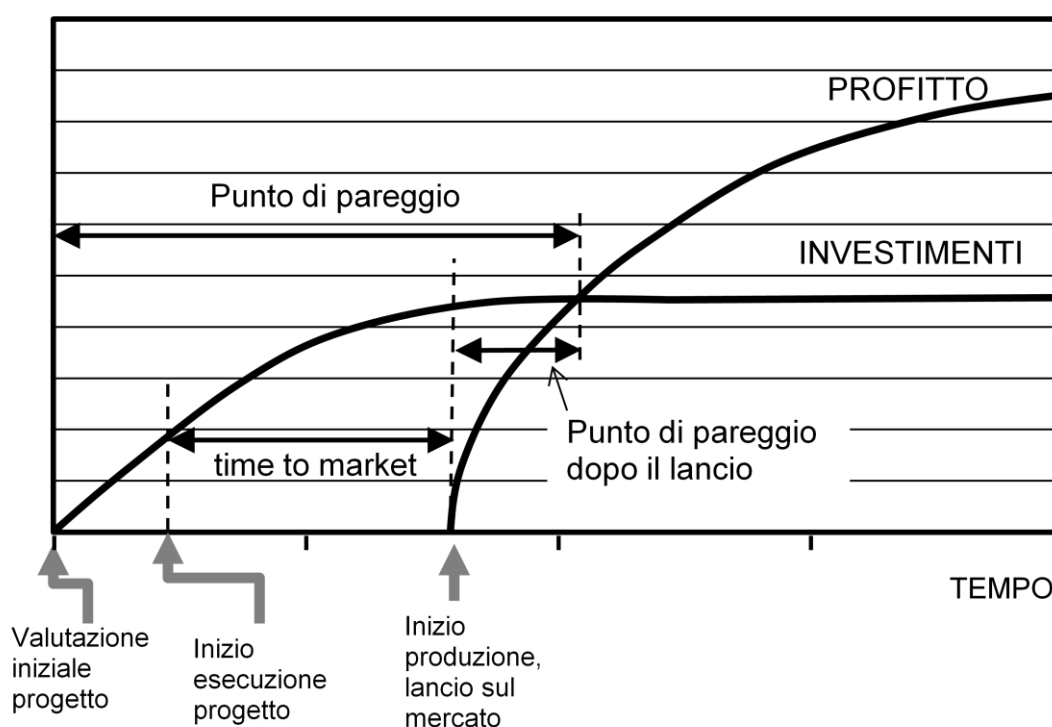 PROFITTO
Punto di pareggio
INVESTIMENTI
Punto di pareggio
dopo il lancio
time to market
TEMPO
Valutazione
iniziale
progetto
Inizio
esecuzione
progetto
Inizio
produzione,
lancio sul
mercato